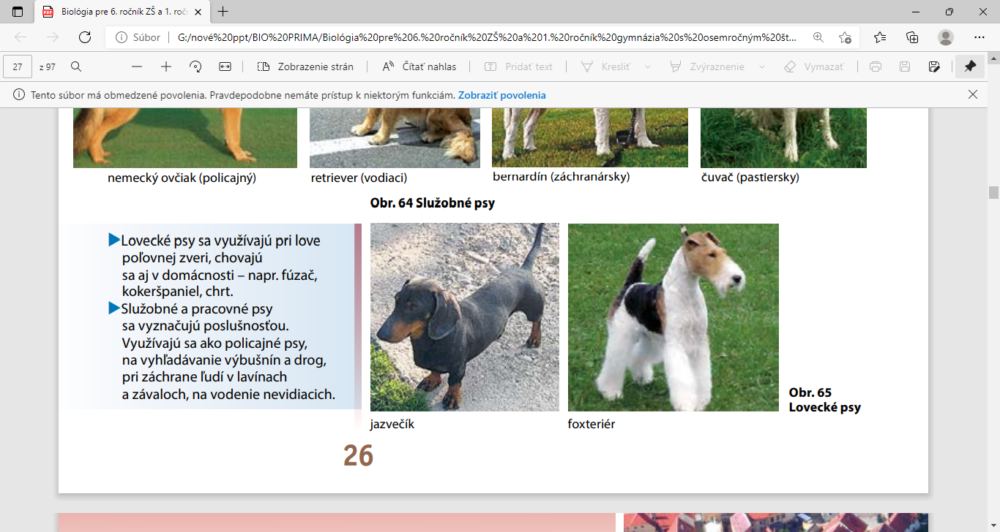 Biológia pre 6. ročník ZŠ a 1. ročn
Súbor
G:/nové%20ppt/BIO%20PRIMA/Biológia%20pre%206.%20ročník%20ZŠ%20a%201.%20ročník%20gymnázia%20s%20osemročným%20št...
27 z 97
Zobrazenie strán
Čítať nahlas
Pridať text
Kresliť
Zvýraznenie
Vymazať
Tento súbor má obmedzené povolenia. Pravdepodobne nemáte prístup k niektorým funkciám. Zobraziť povolenia
nemecký ovčiak (policajný)
retriever (vodiaci)
bernardín (záchranársky)
čuvač (pastiersky)
Obr. 64 Služobné psy
Lovecké psy sa využívajú pri love
poľovnej zveri, chovajú
sa aj v domácnosti – napr. fúzač,
kokeršpaniel, chrt.
Služobné a pracovné psy
sa vyznačujú poslušnosťou.
Využívajú sa ako policajné psy,
na vyhľadávanie výbušnín a drog,
pri záchrane ľudí v lavínach
a závaloch, na vodenie nevidiacich.
jazvečík
foxteriér
Obr. 65
Lovecké psy
26